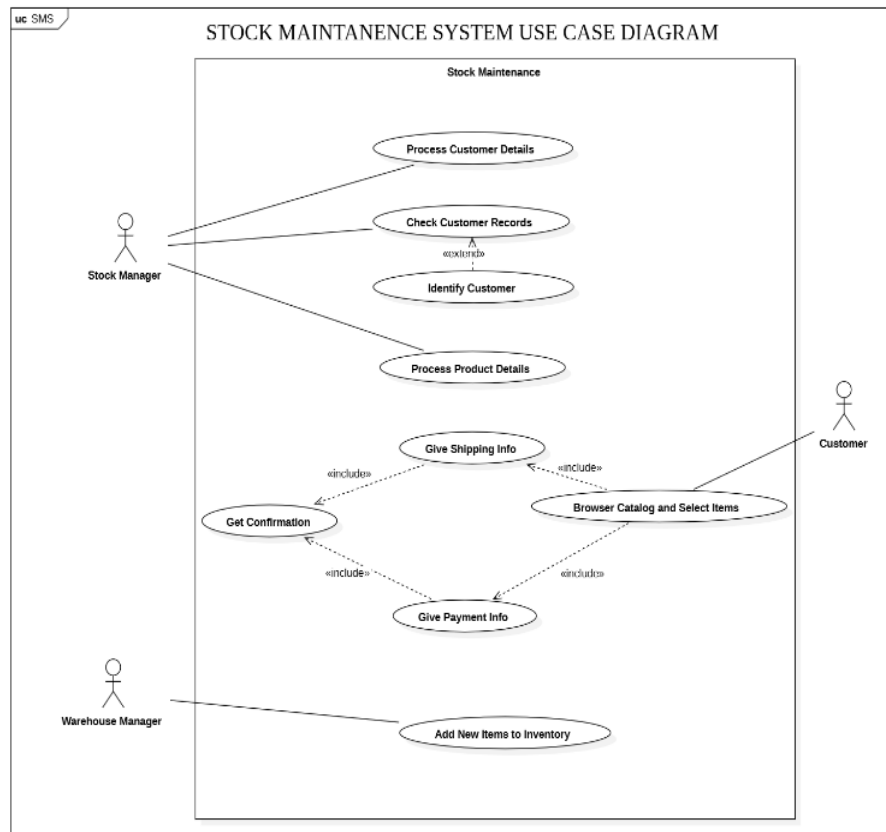 uc SMS
STOCK MAINTANENCE SYSTEM USE CASE DIAGRAM
Stock Maintenance
Process Customer Details
Check Customer Records
«extend»
Stock Manager
Identify Customer
Process Product Details
Customer
Give Shipping Info
«include»
«include»
Browser Catalog and Select Items
Get Confirmation
«include»
«include»
Give Payment Info
Warehouse Manager
Add New Items to Inventory